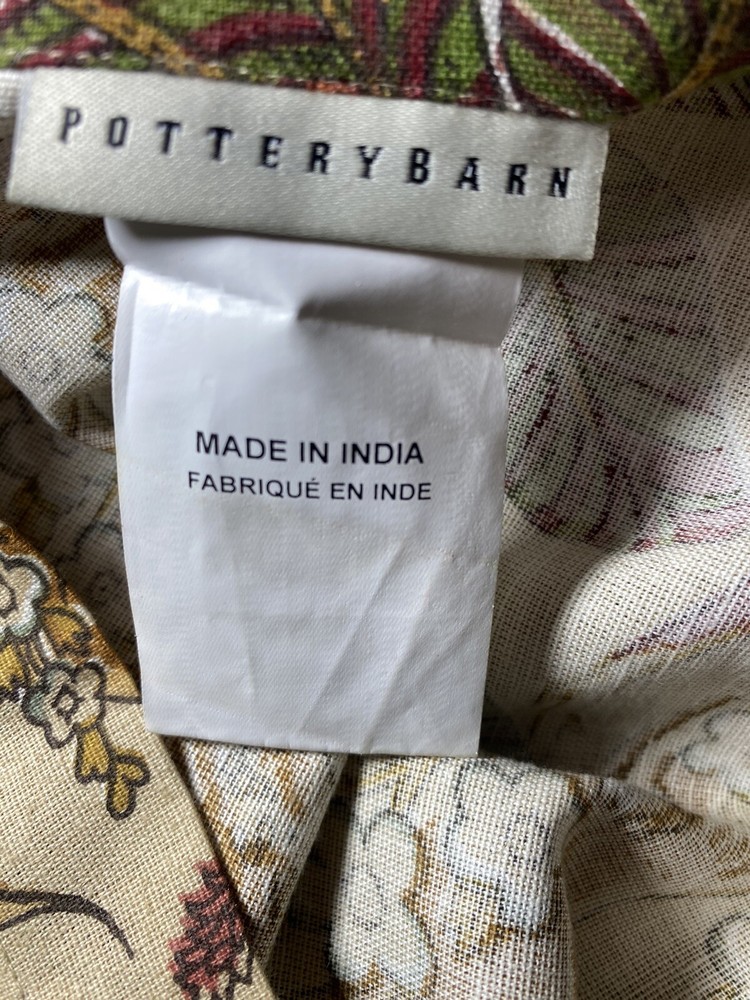 POTTERYBARN
MADE IN INDIA
FABRIQUÉ EN INDE